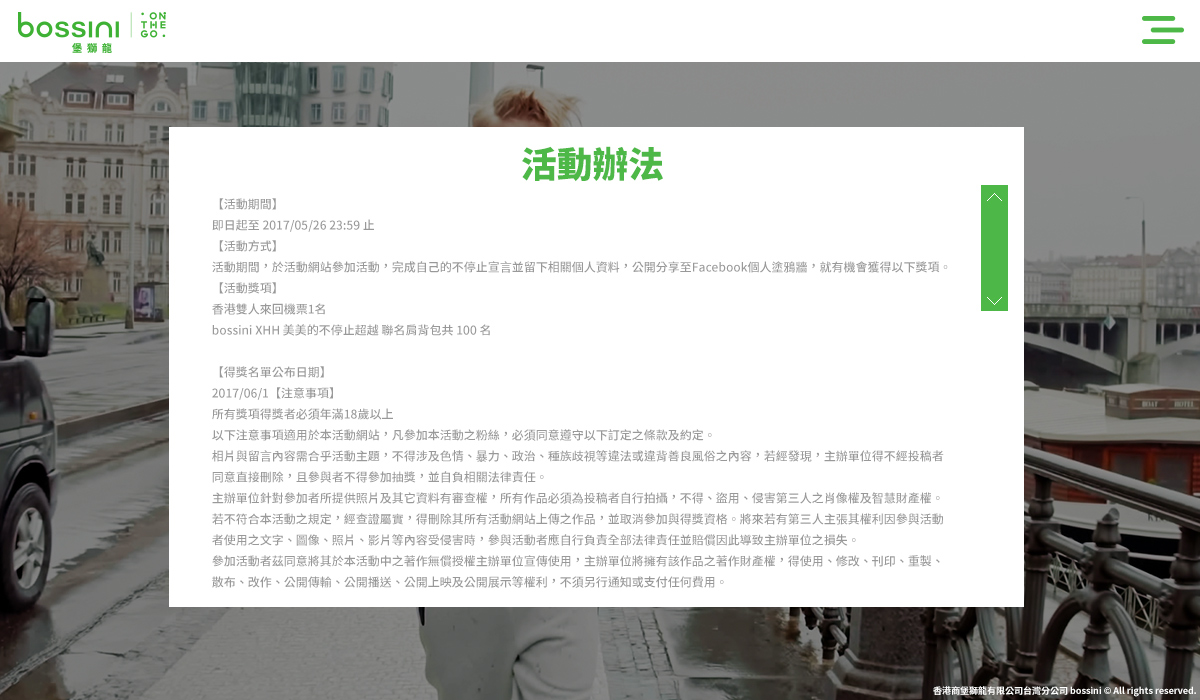 bossini
堡獅龍
ON
THE
GO
活動辦法
【活動期間】
即日起至 2017/05/26 23:59 止
【活動方式】
活動期間，於活動網站參加活動，完成自己的不停止宣言並留下相關個人資料，公開分享至Facebook個人塗鴉牆，就有機會獲得以下獎項。
【活動獎項】
香港雙人來回機票1名
bossini XHH 美美的不停止超越 聯名肩背包共 100 名
【得獎名單公布日期】
2017/06/1【注意事項】
所有獎項得獎者必須年滿18歲以上
以下注意事項適用於本活動網站，凡參加本活動之粉絲，必須同意遵守以下訂定之條款及約定。
相片與留言內容需合乎活動主題，不得涉及色情、暴力、政治、種族歧視等違法或違背善良風俗之內容，若經發現，主辦單位得不經投稿者
同意直接刪除，且參與者不得參加抽獎，並自負相關法律責任。
主辦單位針對參加者所提供照片及其它資料有審查權，所有作品必須為投稿者自行拍攝，不得、盜用、侵害第三人之肖像權及智慧財產權。
若不符合本活動之規定，經查證屬實，得刪除其所有活動網站上傳之作品，並取消參加與得獎資格。將來若有第三人主張其權利因參與活動
者使用之文字、圖像、照片、影片等內容受侵害時，參與活動者應自行負責全部法律責任並賠償因此導致主辦單位之損失。
參加活動者茲同意將其於本活動中之著作無償授權主辦單位宣傳使用，主辦單位將擁有該作品之著作財產權，得使用、修改、刊印、重製、
散布、改作、公開傳輸、公開播送、公開上映及公開展示等權利，不須另行通知或支付任何費用。
香港商堡獅龍有限公司台灣分公司 bossini © All rights reserved.